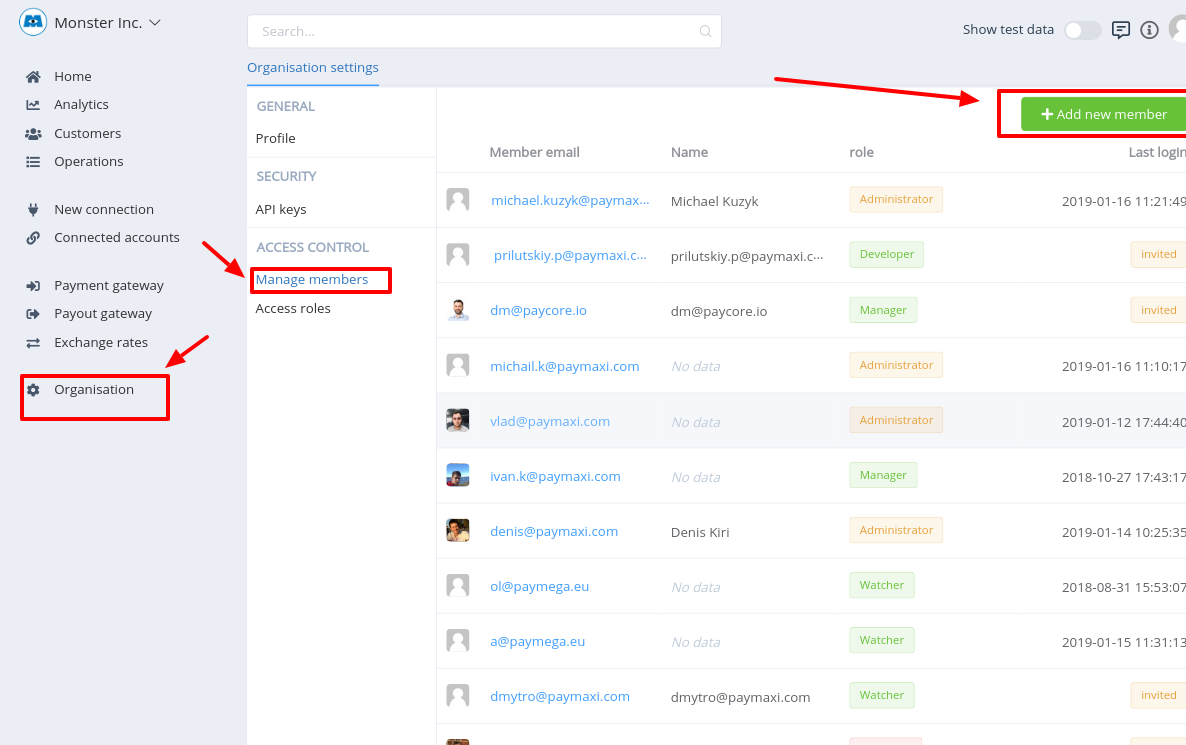 Monster Inc.
Search...
Show test data
Home
Analytics
Customers
Operations
New connection
Connected accounts
Payment gateway
Payout gateway
Exchange rates
Organisation
Organisation settings
GENERAL
Profile
SECURITY
API keys
ACCESS CONTROL
Manage members
Access roles
+ Add new member
Member email Name role Last login
michael.kuzyk@paymax... Michael Kuzyk Administrator 2019-01-16 11:21:49
prilutskiy.p@paymaxi.c... prilutskiy.p@paymaxi.c... Developer invited
dm@paycore.io dm@paycore.io Manager invited
michail.k@paymaxi.com No data Administrator 2019-01-16 11:10:17
vlad@paymaxi.com No data Administrator 2019-01-12 17:44:40
ivan.k@paymaxi.com No data Manager 2018-10-27 17:43:17
denis@paymaxi.com Denis Kiri Administrator 2019-01-14 10:25:35
ol@paymega.eu No data Watcher 2018-08-31 15:53:07
a@paymega.eu No data Watcher 2019-01-15 11:31:13
dmytro@paymaxi.com dmytro@paymaxi.com Watcher invited